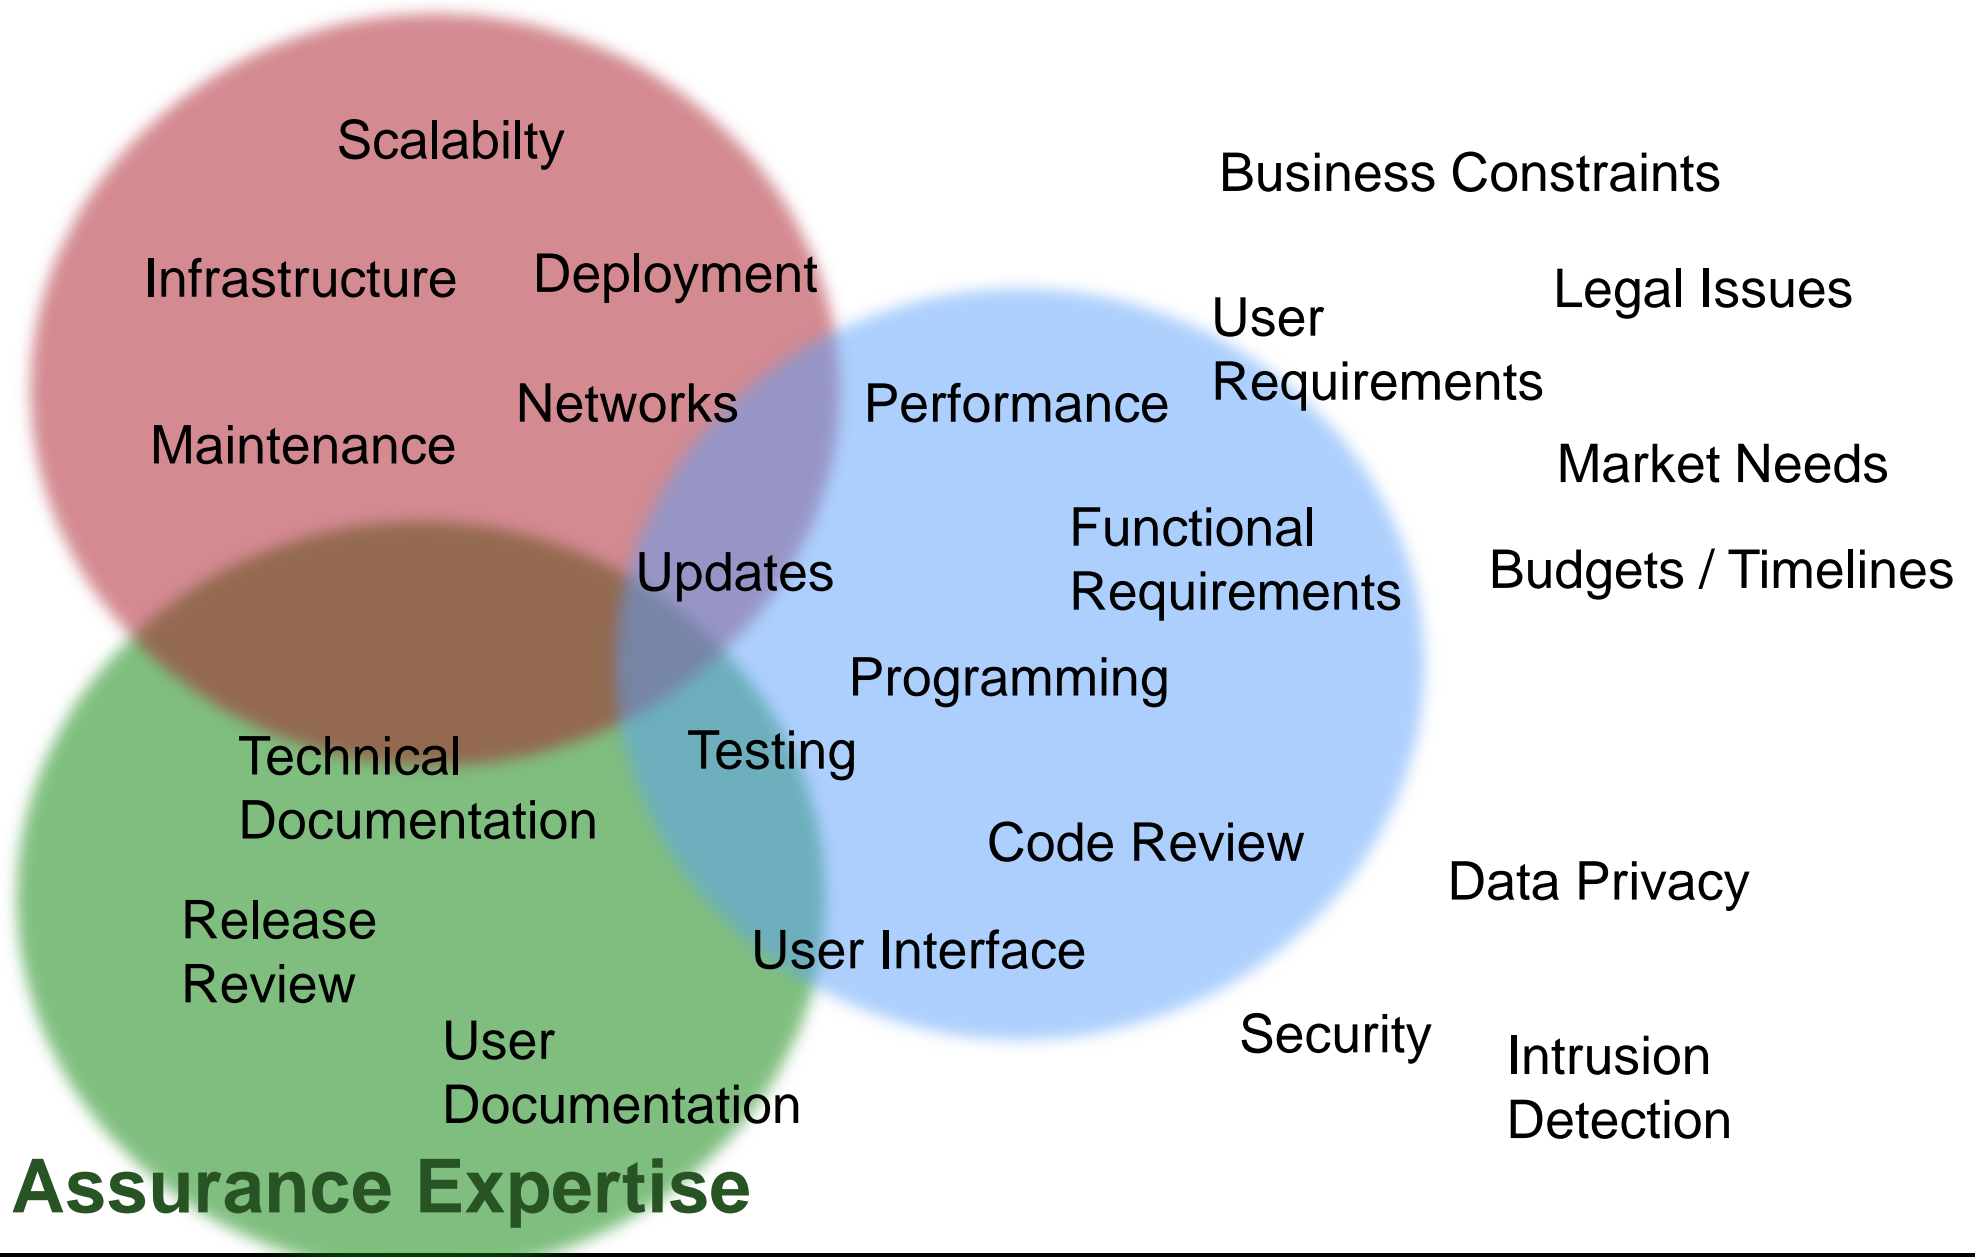 Scalabilty
Business Constraints
Infrastructure
Deployment
Legal Issues
User
Requirements
Networks
Performance
Maintenance
Market Needs
Functional
Requirements
Updates
Budgets / Timelines
Programming
Testing
Technical
Documentation
Code Review
Data Privacy
Release
Review
User Interface
Security
User
Documentation
Intrusion
Detection
Assurance Expertise